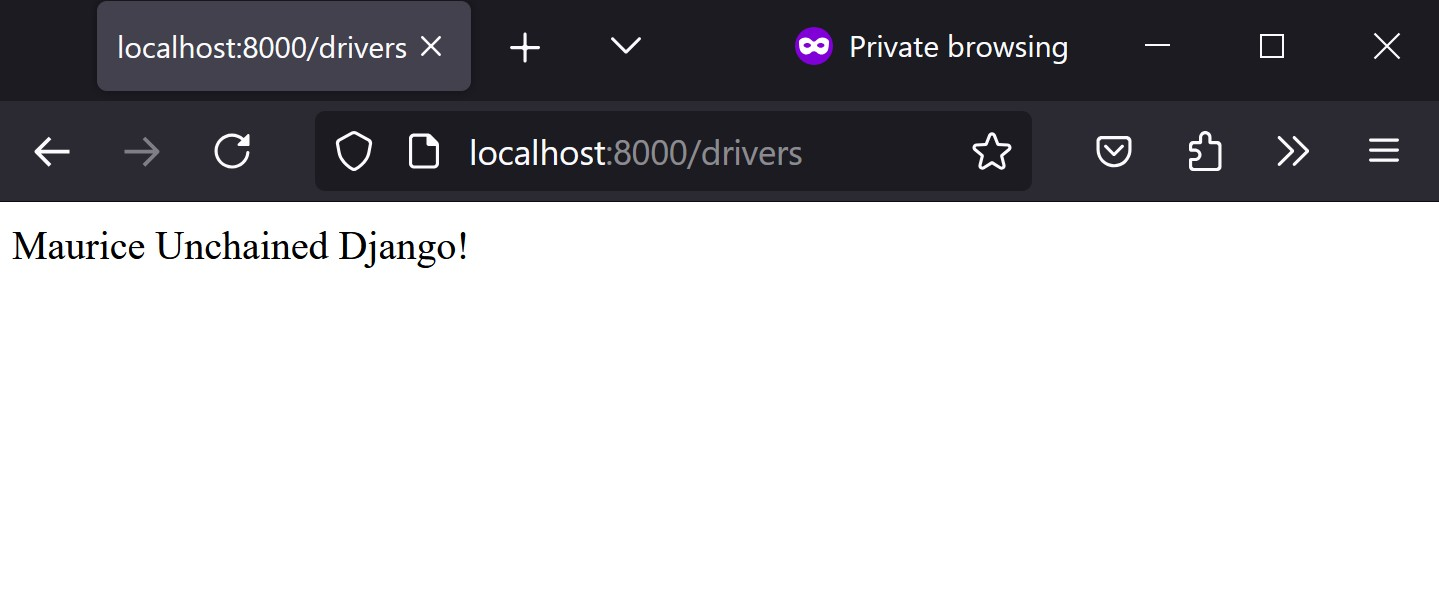 localhost:8000/drivers
Private browsing
localhost:8000/drivers
Maurice Unchained Django!